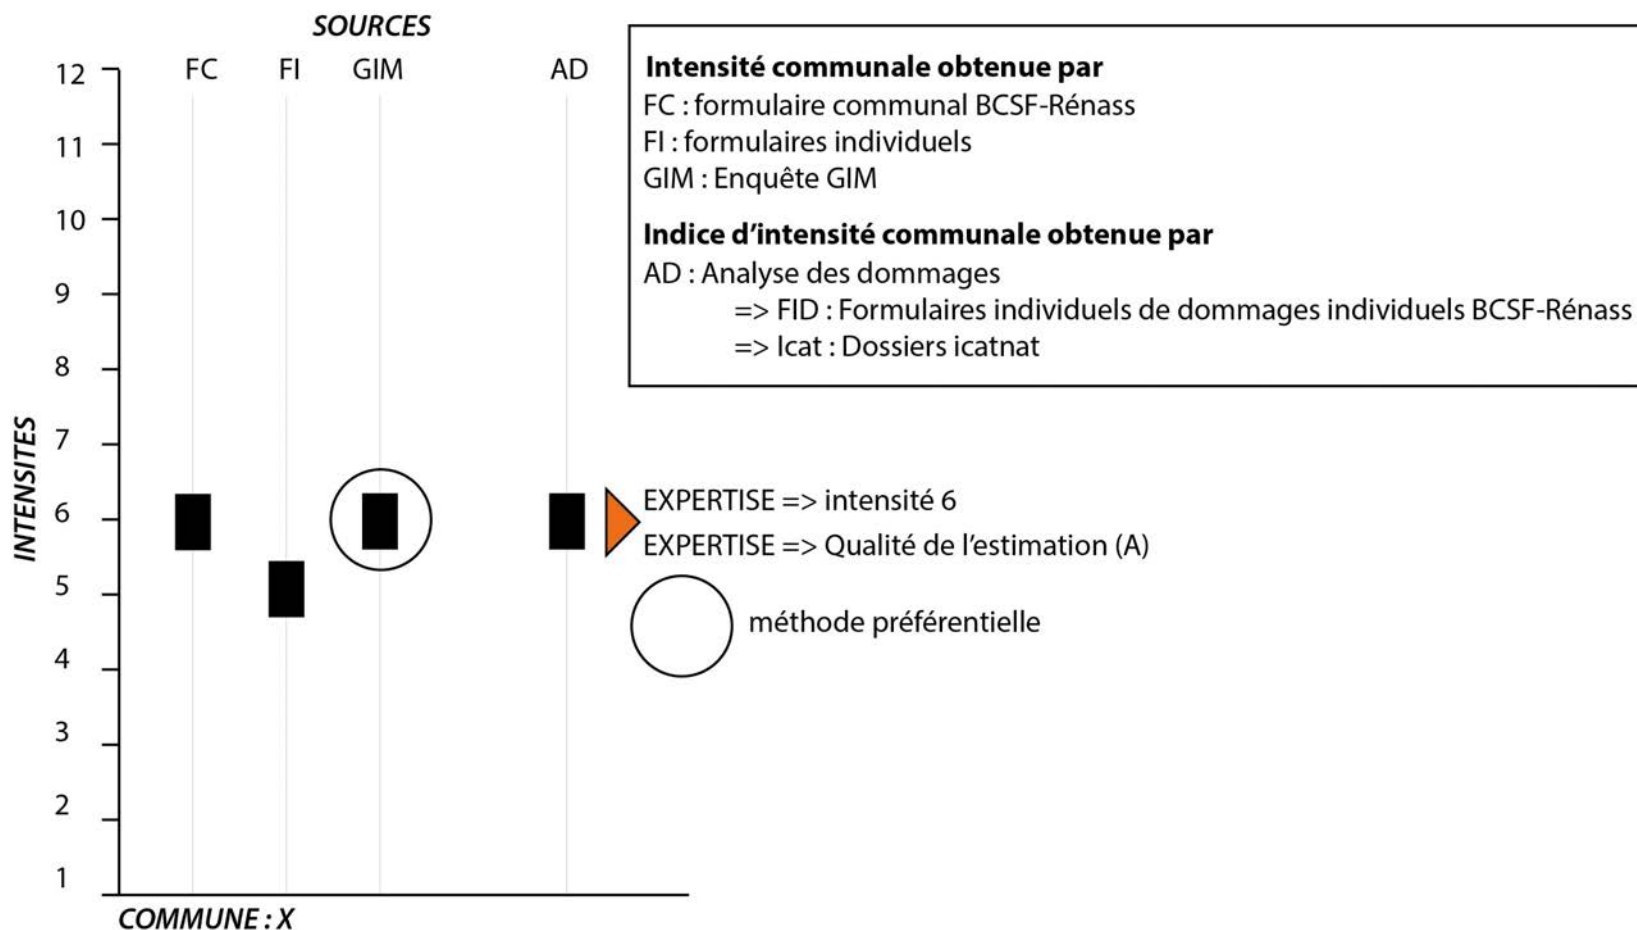 SOURCES
FC FI GIM AD
12
11
10
9
8
7
6
5
4
3
2
1
INTENSITES
COMMUNE : X
Intensité communale obtenue par
FC : formulaire communal BCSF-Rénass
FI : formulaires individuels
GIM : Enquête GIM
Indice d’intensité communale obtenue par
AD : Analyse des dommages
=> FID : Formulaires individuels de dommages individuels BCSF-Rénass
=> Icat : Dossiers icatnat
EXPERTISE => intensité 6
EXPERTISE => Qualité de l’estimation (A)
méthode préférentielle